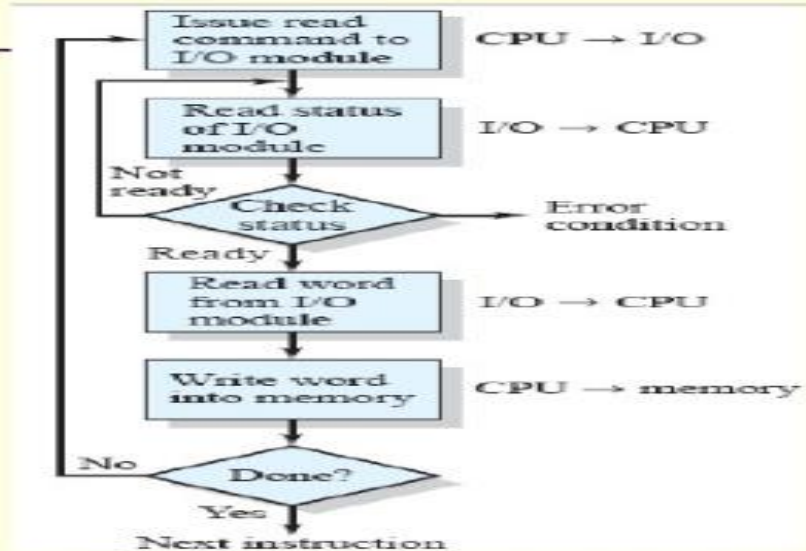 Issue read
command to
I/O module
CPU → I/O
Read status
of I/O
module
I/O → CPU
Not
ready
Check
status
Error
condition
Ready
Read word
from I/O
module
I/O → CPU
Write word
into memory
CPU → memory
No
Done?
Yes
Next instruction